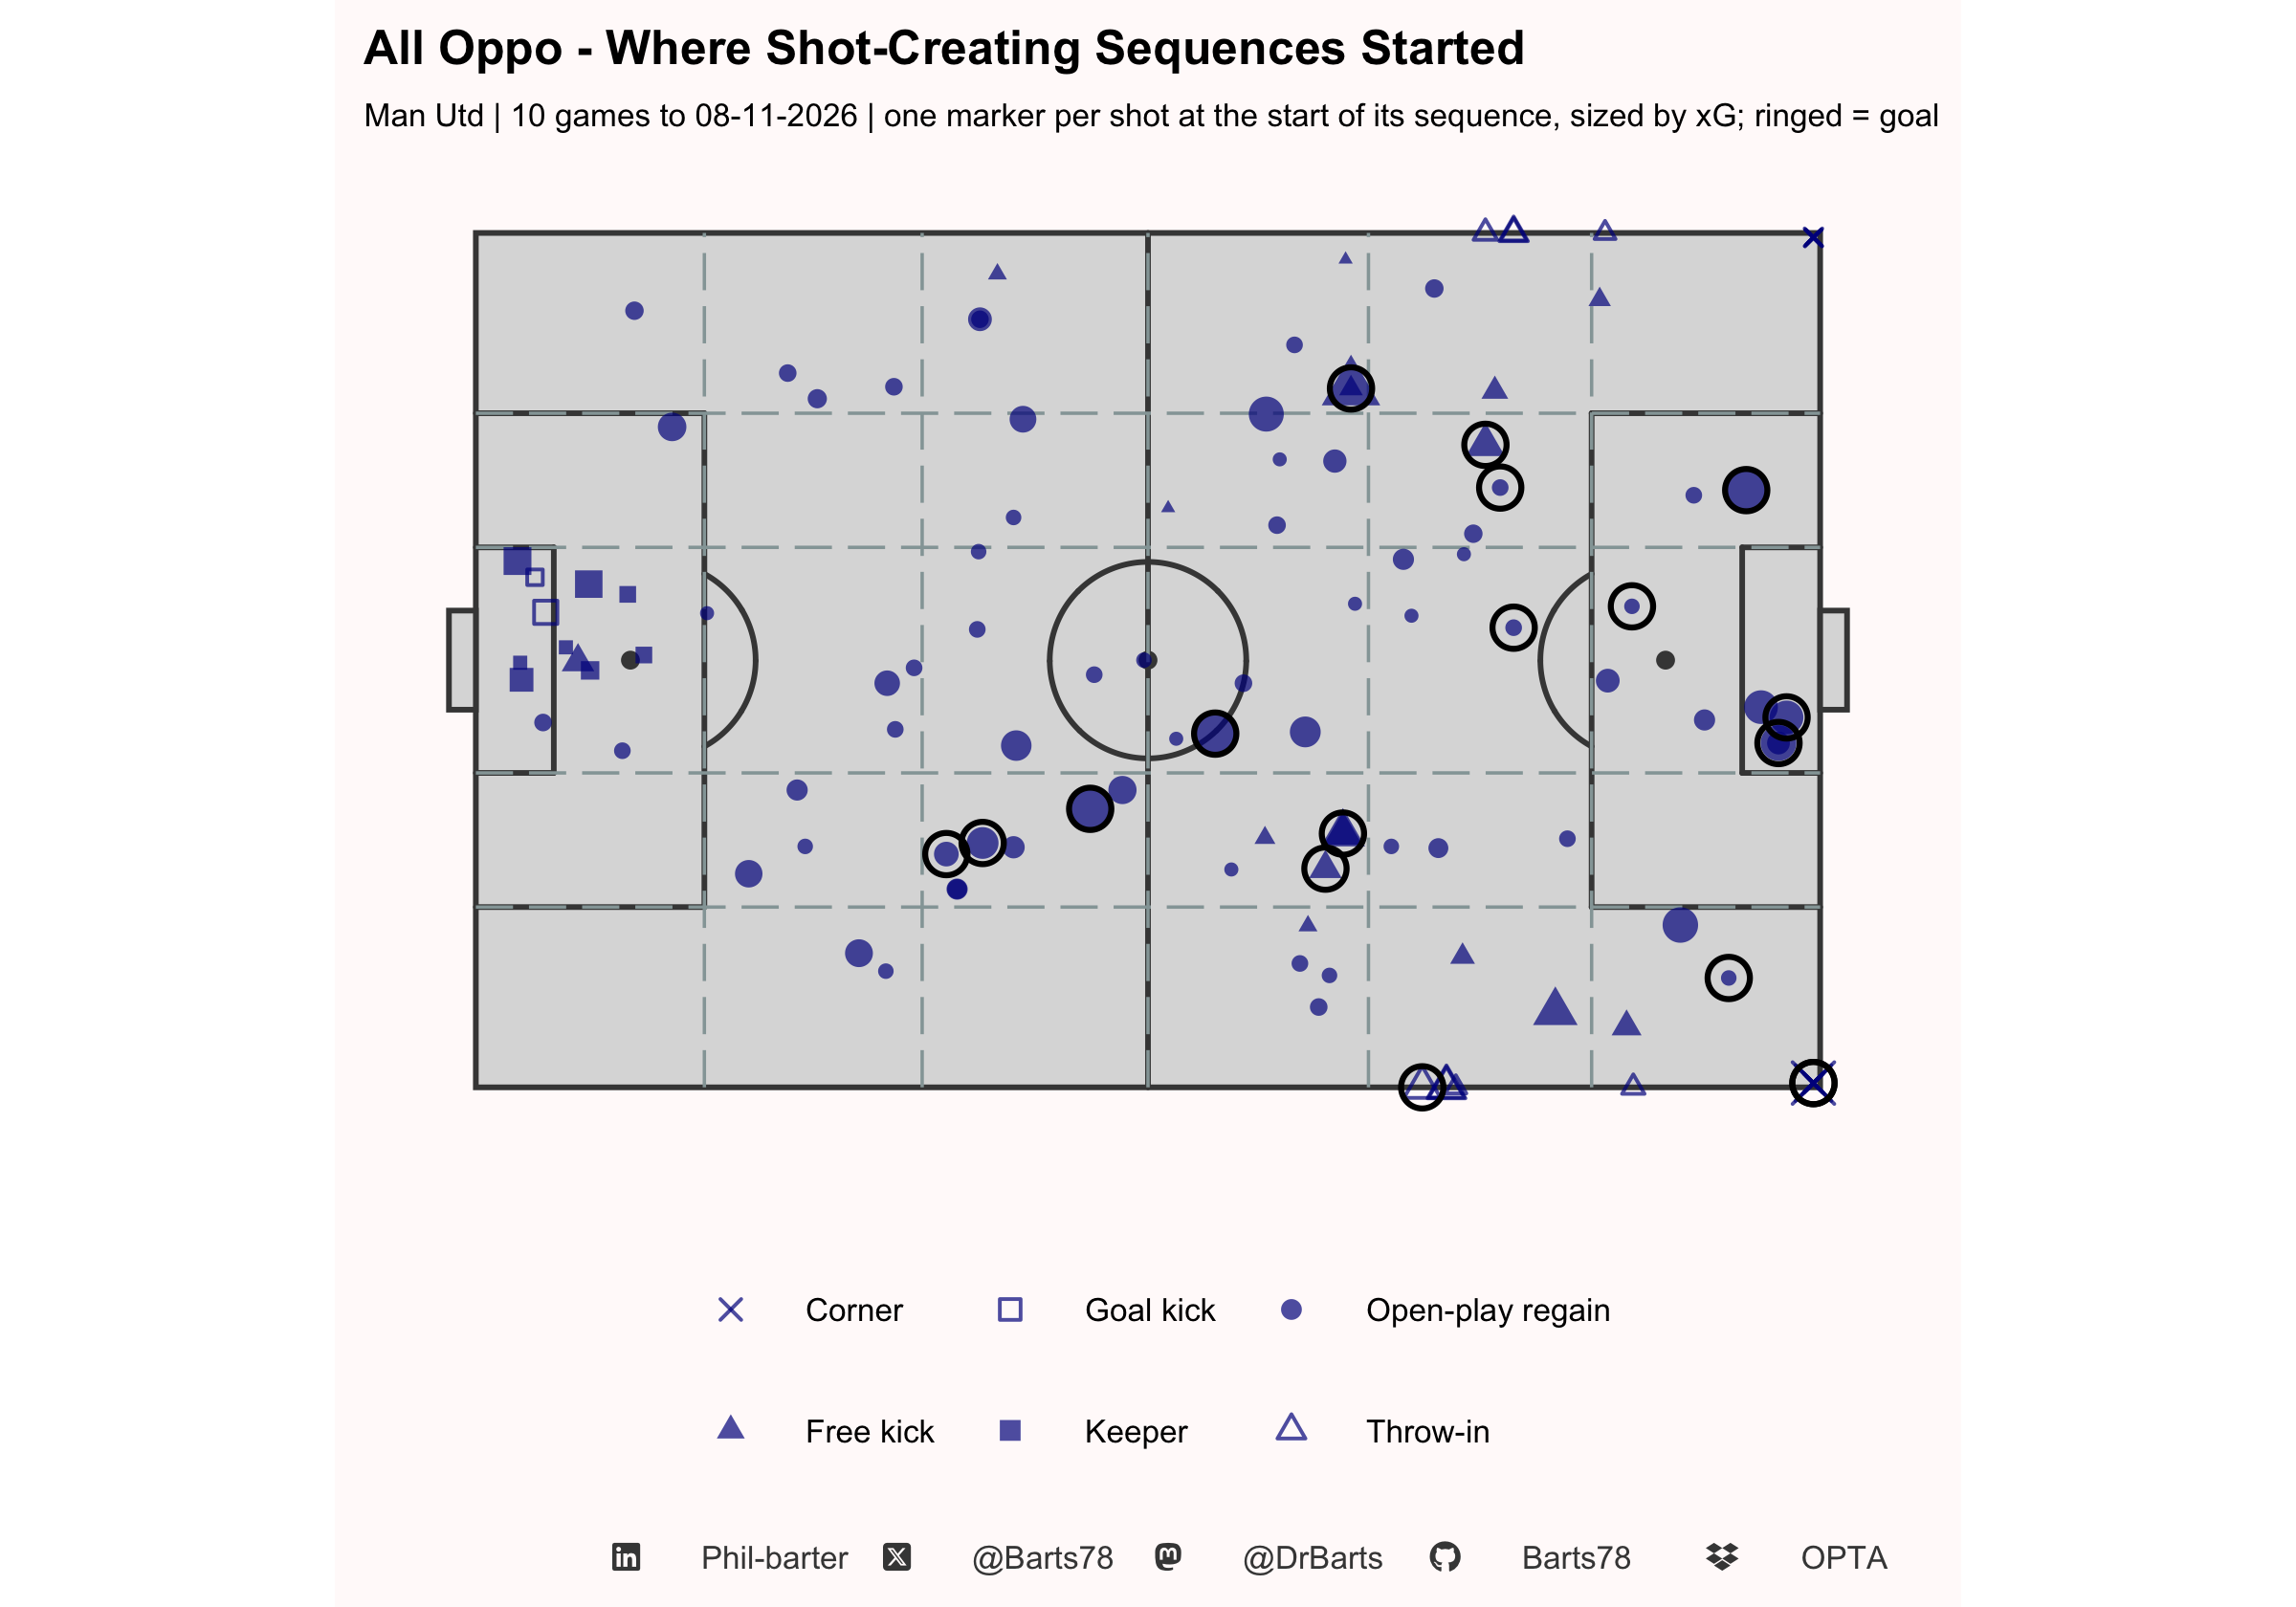 All Oppo - Where Shot-Creating Sequences Started
Man Utd | 10 games to 08-11-2026 | one marker per shot at the start of its sequence, sized by xG; ringed = goal
Corner
Goal kick
Open-play regain
Free kick
Keeper
Throw-in
Phil-barter
@Barts78
@DrBarts
Barts78
OPTA